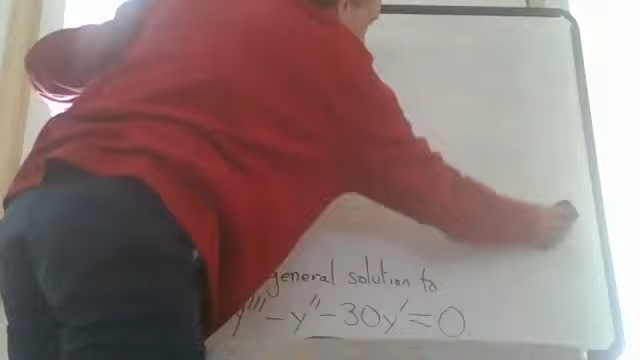 general solution to
y''' - y'' - 30y' = 0